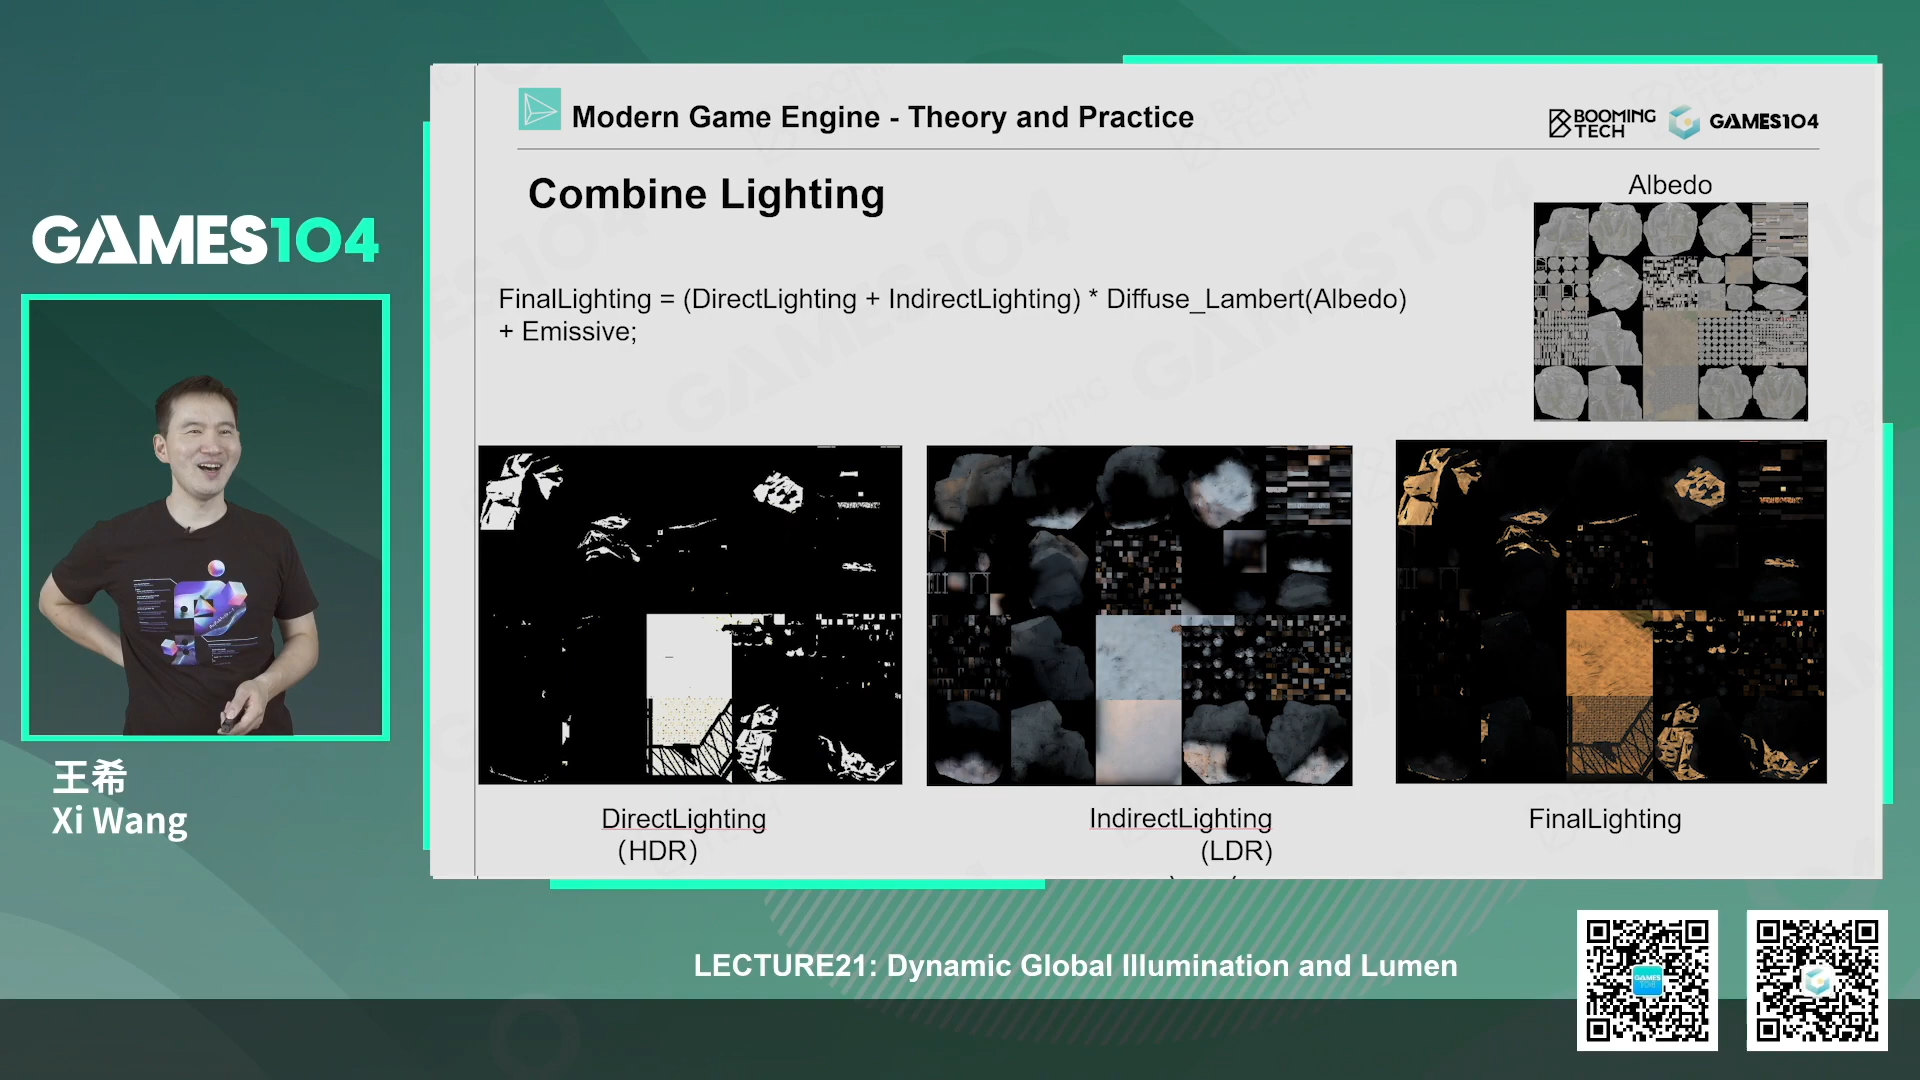 GAMES104
王希
Xi Wang
Modern Game Engine - Theory and Practice
BOOMING
TECH
GAMES104
Combine Lighting
Albedo
FinalLighting = (DirectLighting + IndirectLighting) * Diffuse_Lambert(Albedo)
+ Emissive;
DirectLighting
(HDR)
IndirectLighting
(LDR)
FinalLighting
LECTURE21: Dynamic Global Illumination and Lumen